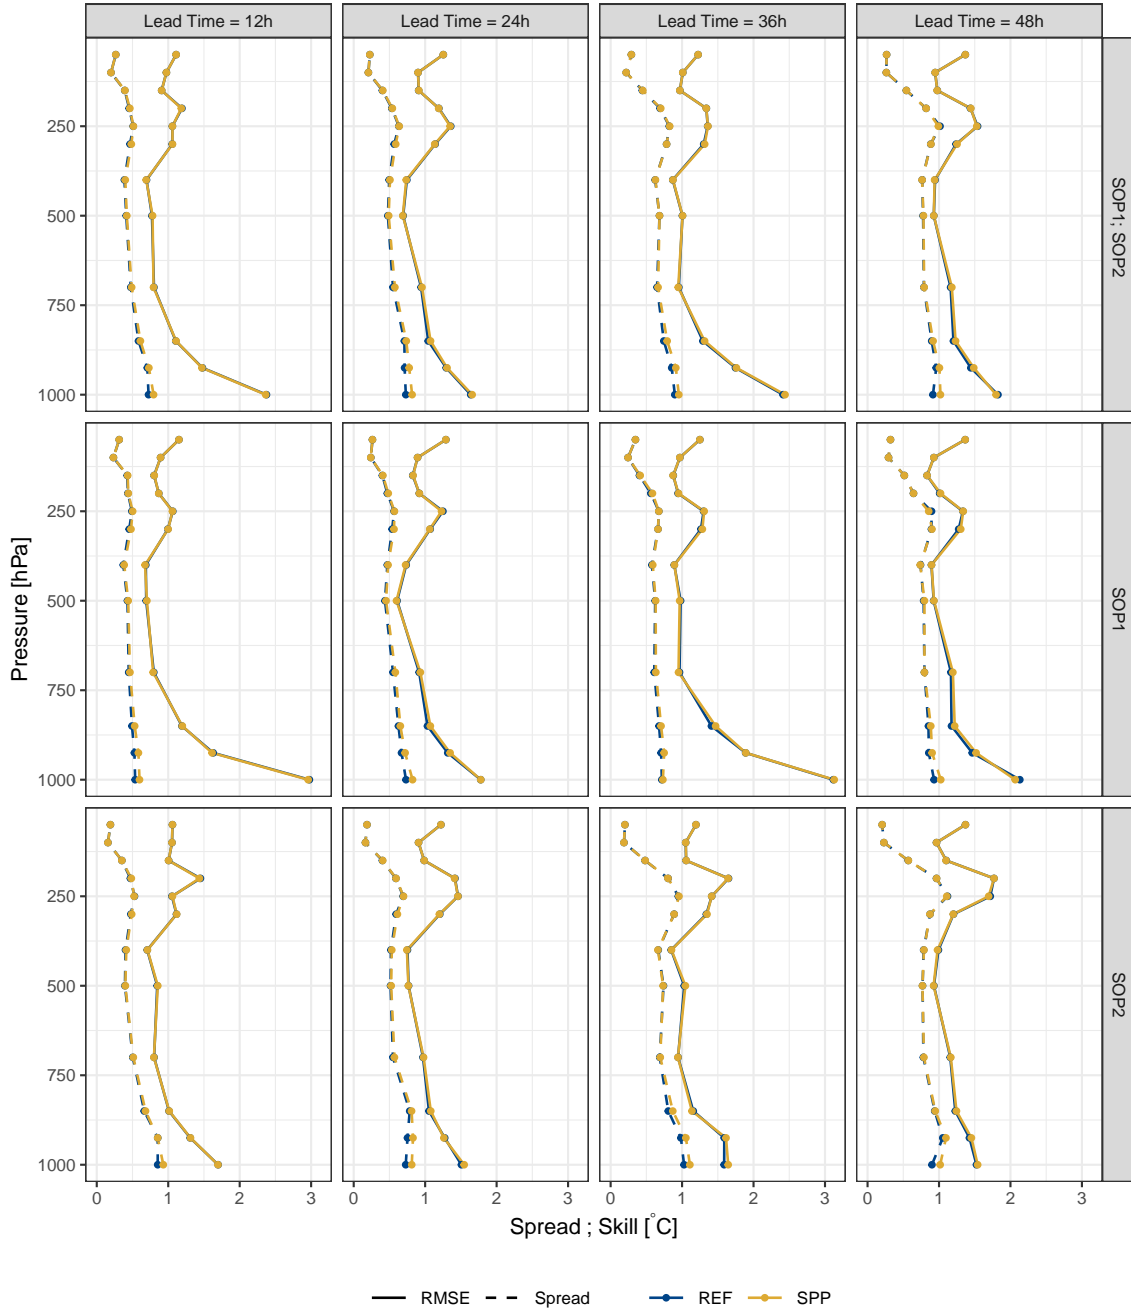 Lead Time = 12h Lead Time = 24h Lead Time = 36h Lead Time = 48h
250
500
750
1000
SOP1; SOP2
250
500
750
1000
SOP1
250
500
750
1000
SOP2
Pressure [hPa]
0 1 2 3 0 1 2 3 0 1 2 3 0 1 2 3
Spread ; Skill [°C]
RMSE Spread REF SPP